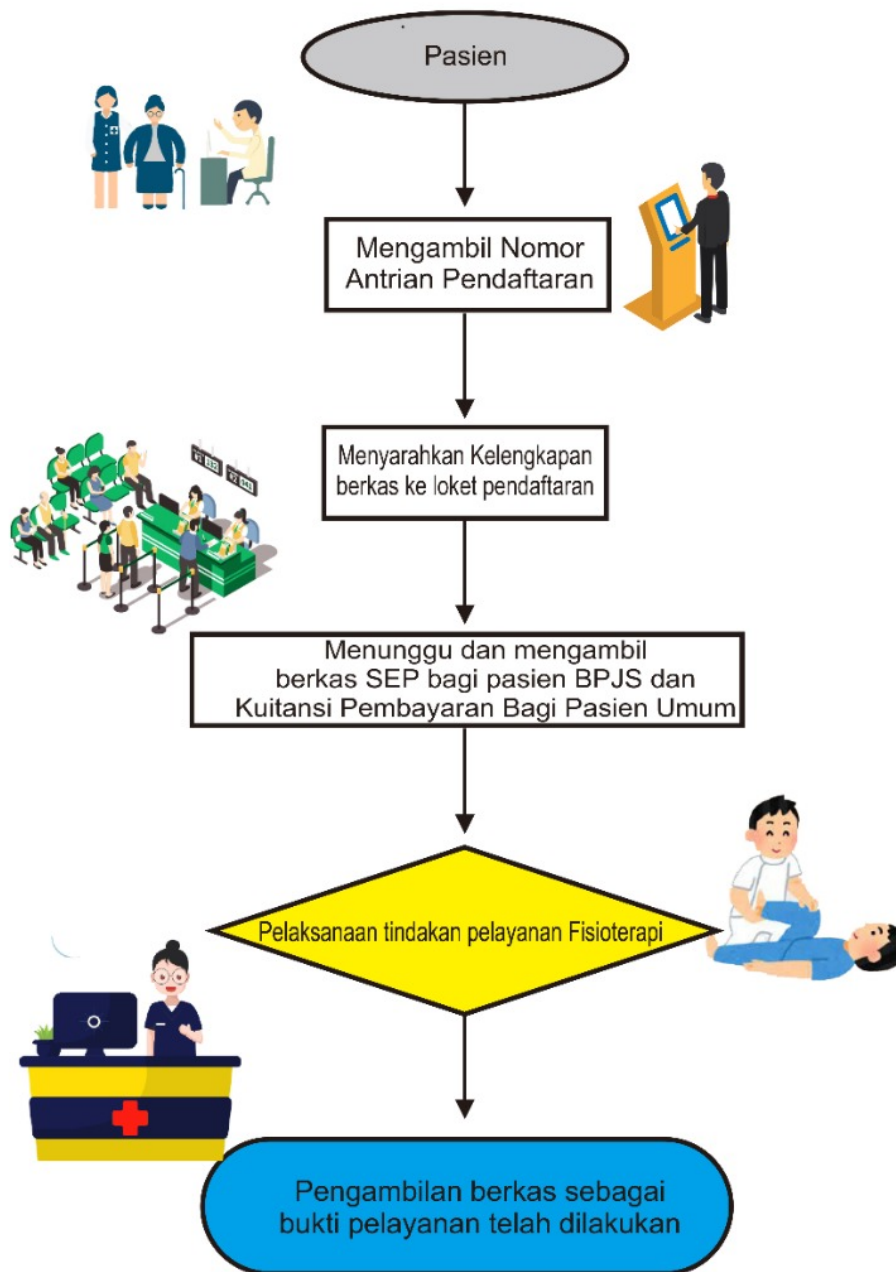 Pasien
Mengambil Nomor
Antrian Pendaftaran
Menyarahkan Kelengkapan
berkas ke loket pendaftaran
Menunggu dan mengambil
berkas SEP bagi pasien BPJS dan
Kuitansi Pembayaran Bagi Pasien Umum
Pelaksanaan tindakan pelayanan Fisioterapi
Pengambilan berkas sebagai
bukti pelayanan telah dilakukan